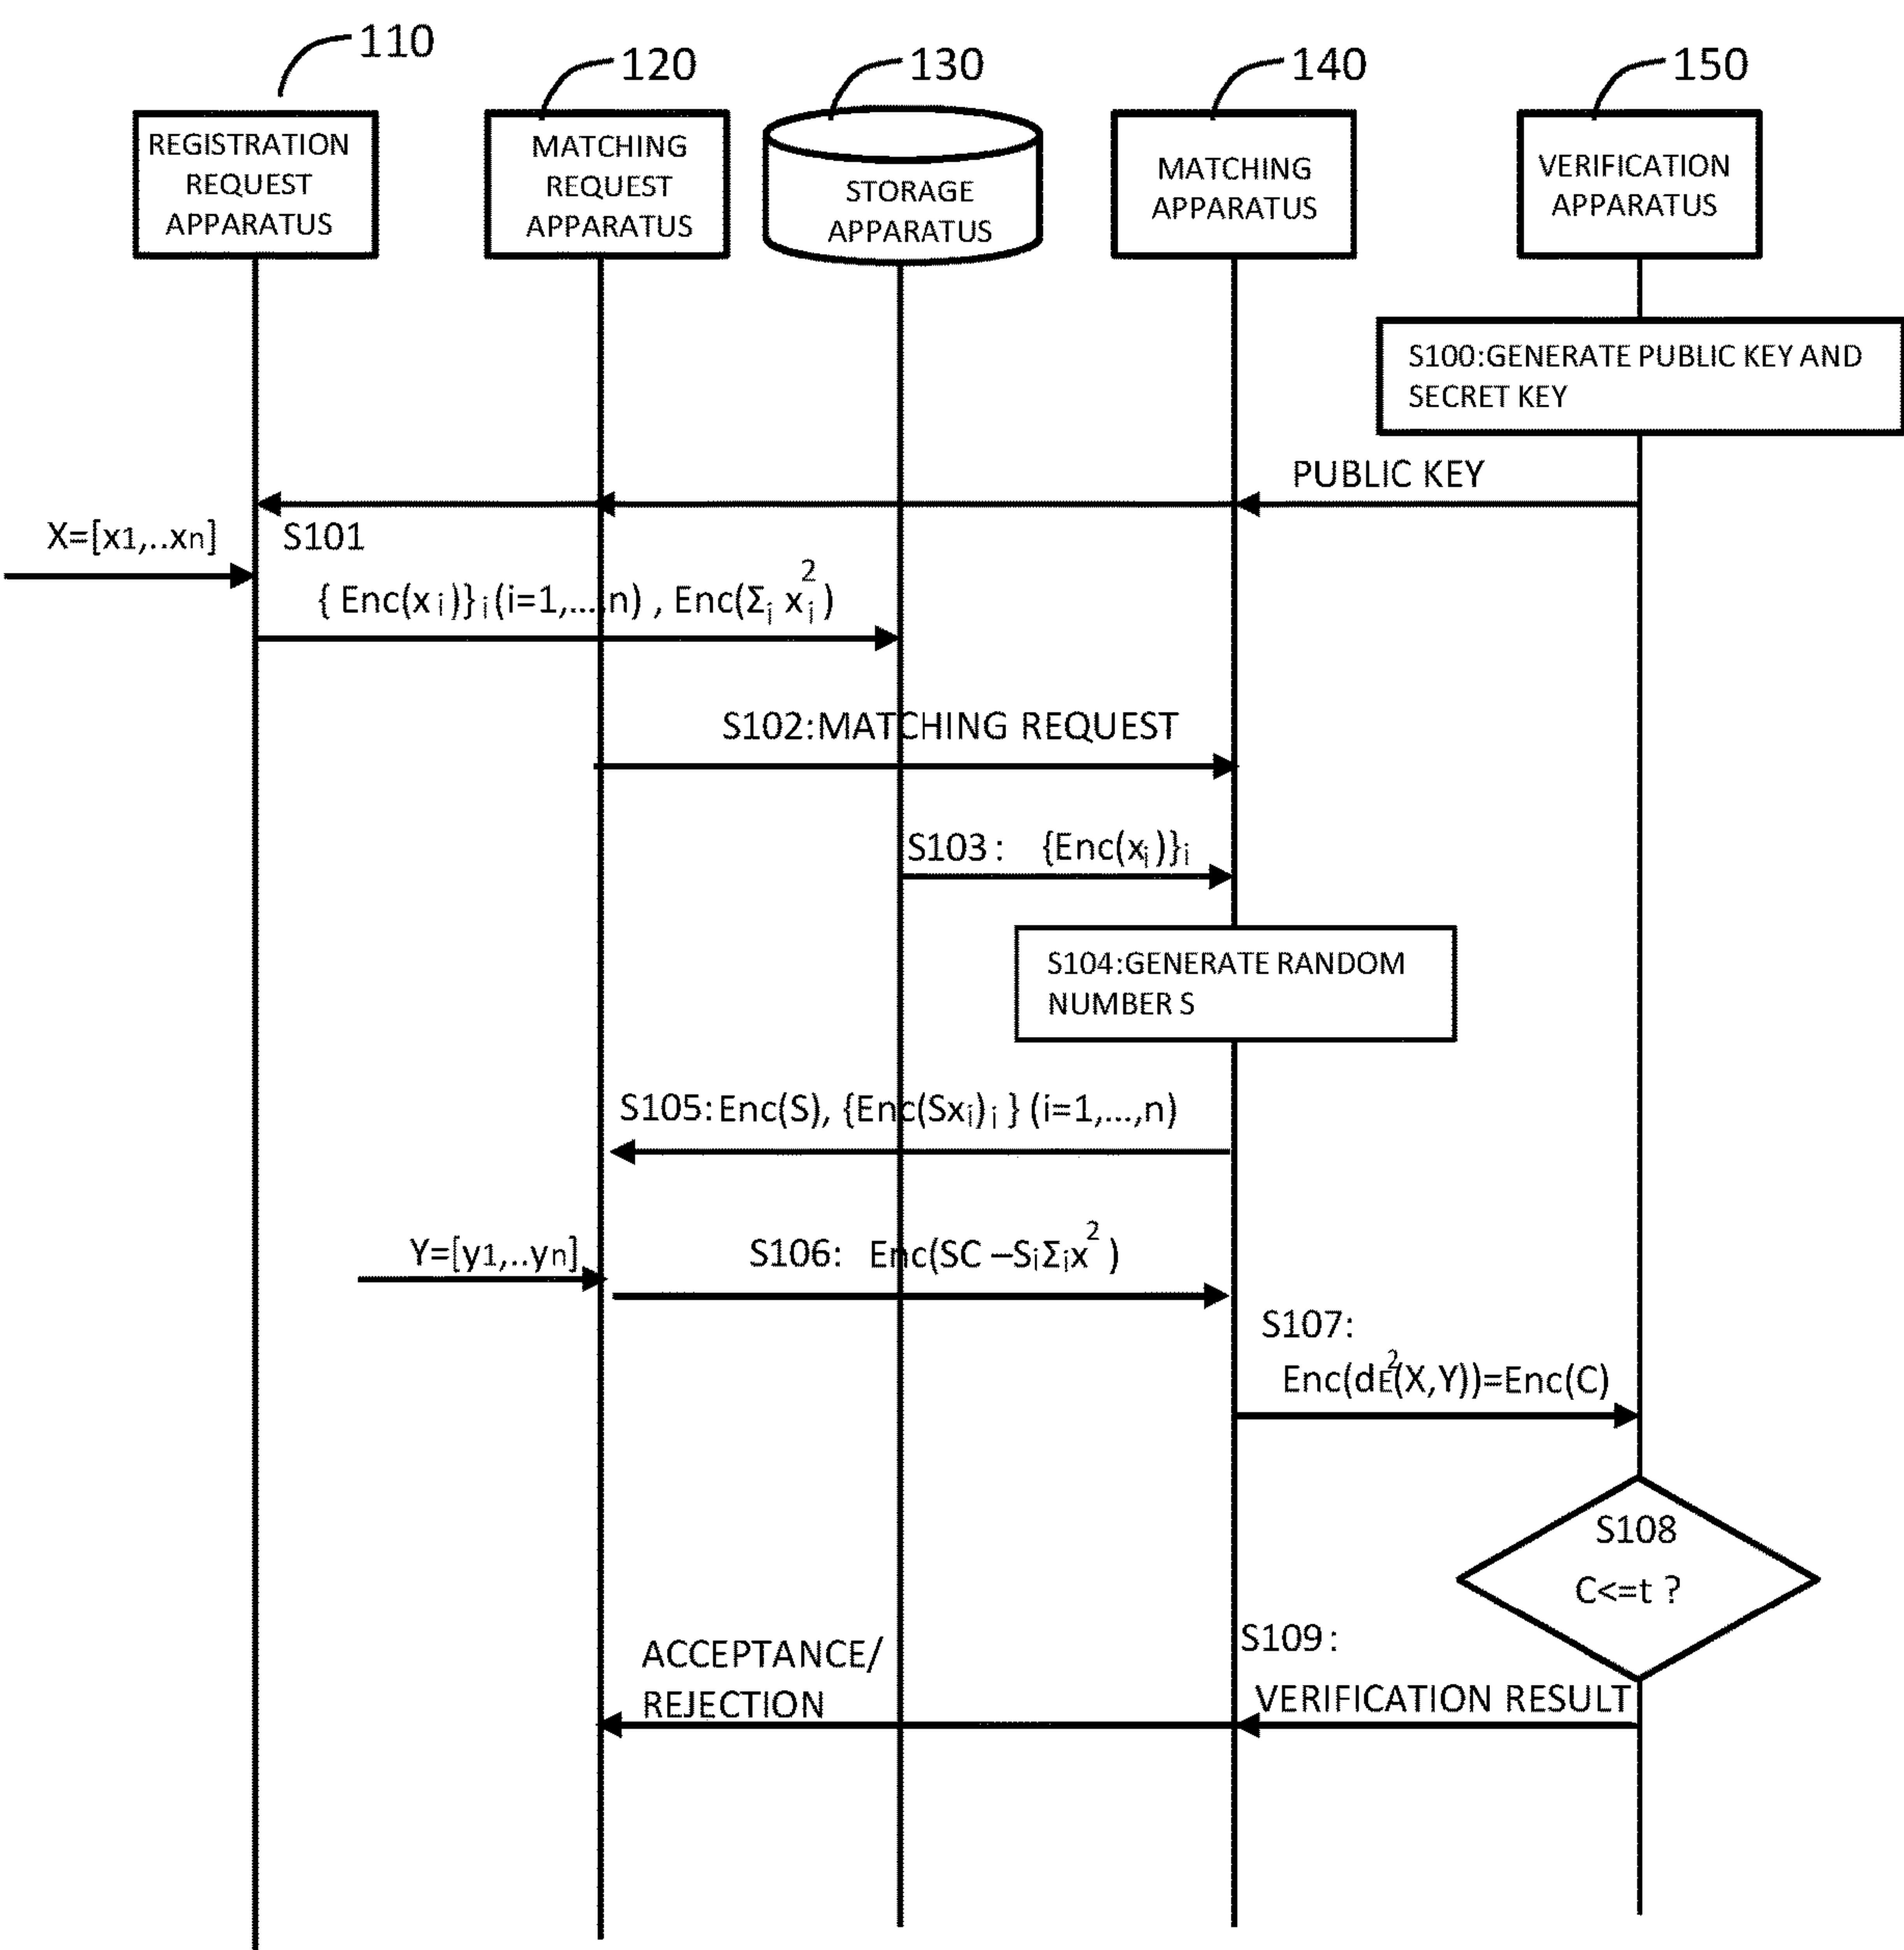 110
120
130
140
150
REGISTRATION
REQUEST
APPARATUS
MATCHING
REQUEST
APPARATUS
STORAGE
APPARATUS
MATCHING
APPARATUS
VERIFICATION
APPARATUS
S100:GENERATE PUBLIC KEY AND
SECRET KEY
PUBLIC KEY
X=[x1,..xn]
S101
{ Enc(x i)} i (i=1,...,n) , Enc(Σi xi²)
S102:MATCHING REQUEST
S103 : {Enc(xi)}i
S104:GENERATE RANDOM
NUMBER S
S105:Enc(S), {Enc(Sxi)i } (i=1,...,n)
Y=[y1,..yn]
S106: Enc(SC –SiΣix²)
S107:
Enc(dE²(X,Y))=Enc(C)
S108
C<=t ?
S109 :
ACCEPTANCE/
REJECTION
VERIFICATION RESULT